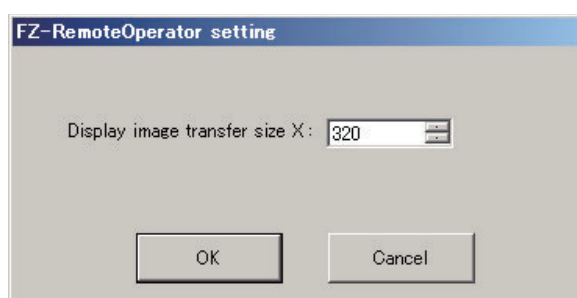 FZ-RemoteOperator setting
Display image transfer size X: 320
OK Cancel